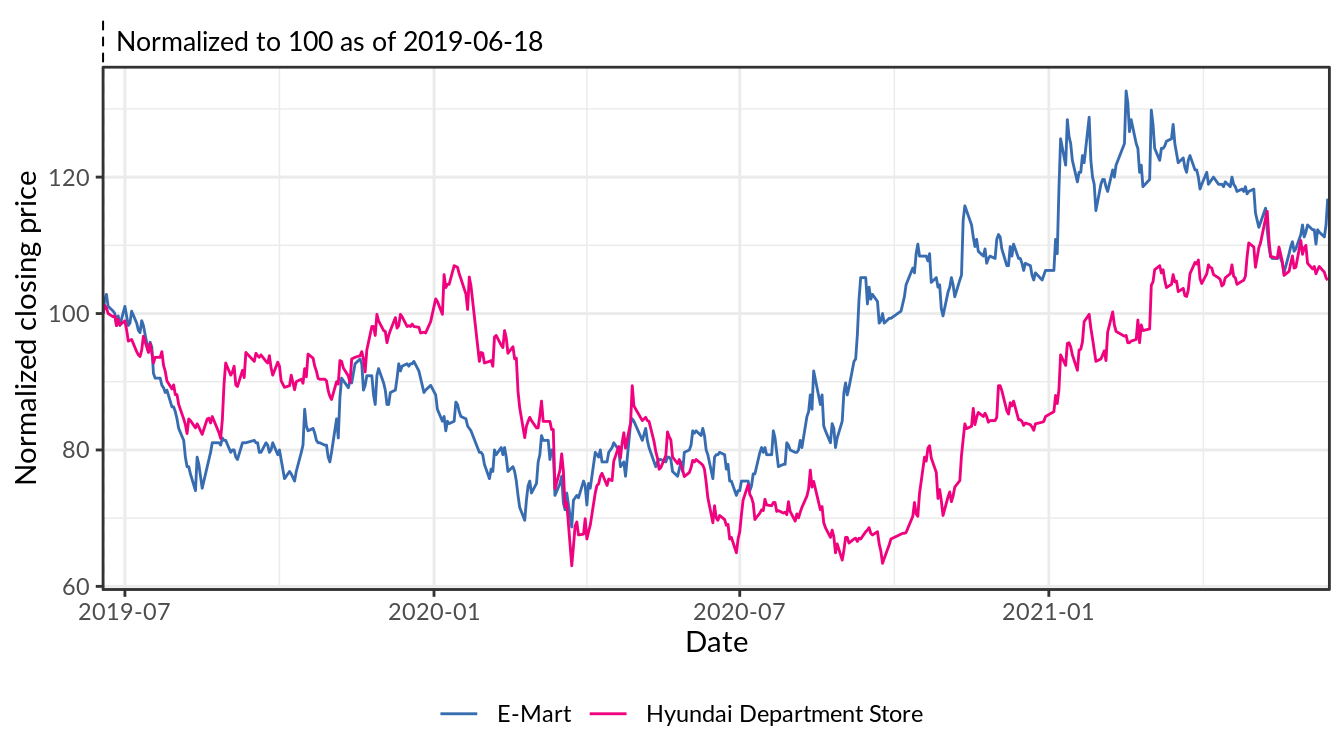 Normalized to 100 as of 2019-06-18
Normalized closing price
120
100
80
60
2019-07
2020-01
2020-07
2021-01
Date
E-Mart
Hyundai Department Store